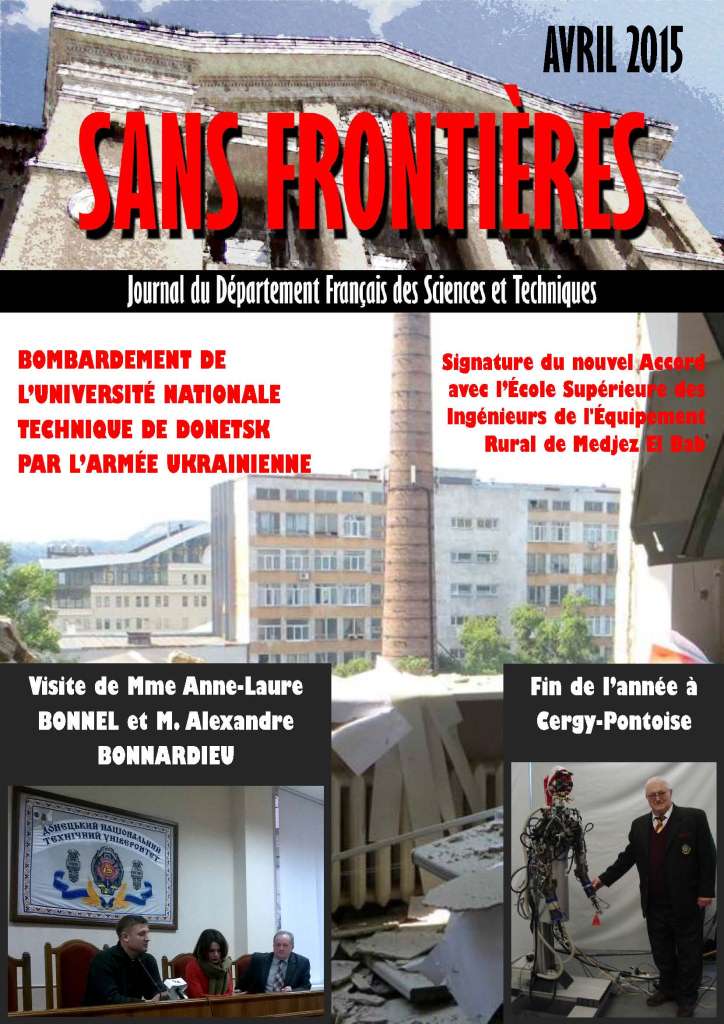 AVRIL 2015
SANS FRONTIÈRES
Journal du Département Français des Sciences et Techniques
BOMBARDEMENT DE
L'UNIVERSITÉ NATIONALE
TECHNIQUE DE DONETSK
PAR L'ARMÉE UKRAINIENNE
Signature du nouvel Accord
avec l'École Supérieure des
Ingénieurs de l'Équipement
Rural de Medjez El Bab
Visite de Mme Anne-Laure
BONNEL et M. Alexandre
BONNARDIEU
ДОНЕЦЬКИЙ НАЦІОНАЛЬНИЙ
ТЕХНІЧНИЙ УНІВЕРСИТЕТ
Fin de l'année à
Cergy-Pontoise